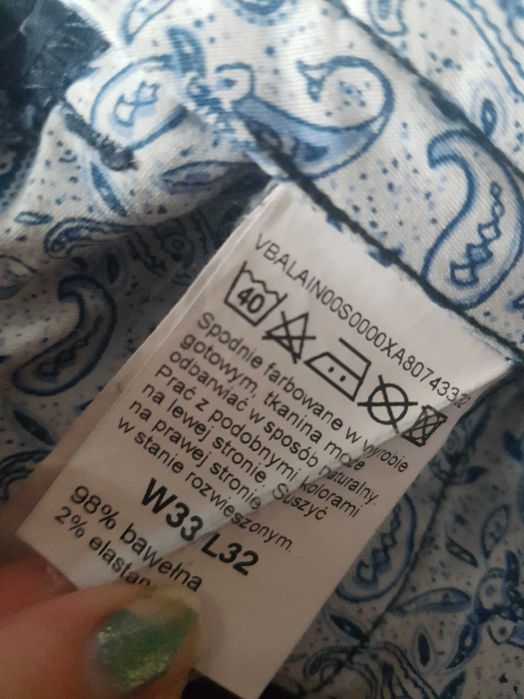 VBALAIN00S0000XA80743922
40
Spodnie farbowane w wyrobie
gotowym, tkanina może
odbarwiać w sposób naturalny.
Prać z podobnymi kolorami
na lewej stronie. Suszyć
na prawej stronie
w stanie rozwieszonym.
W33 L32
98% bawełna
2% elastan